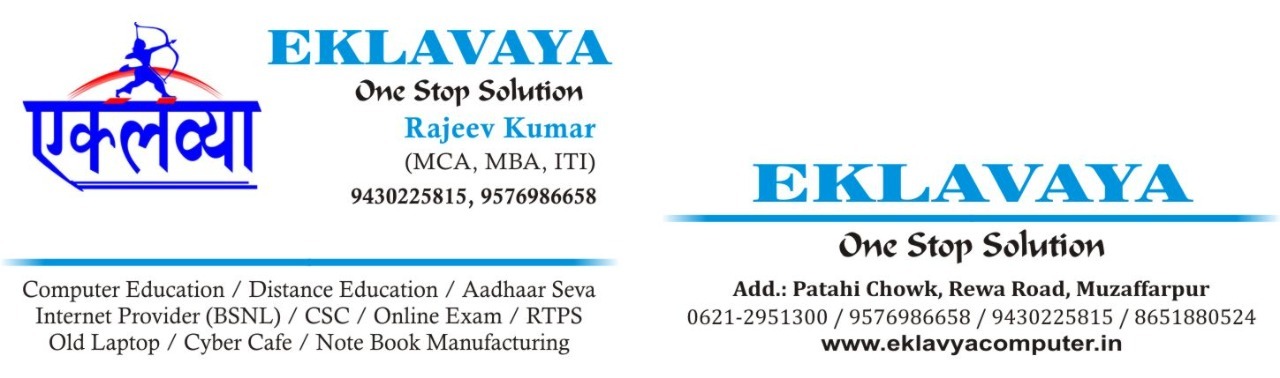 एकलव्या
EKLAVAYA
One Stop Solution
Rajeev Kumar
(MCA, MBA, ITI)
9430225815, 9576986658
Computer Education / Distance Education / Aadhaar Seva
Internet Provider (BSNL) / CSC / Online Exam / RTPS
Old Laptop / Cyber Cafe / Note Book Manufacturing
EKLAVAYA
One Stop Solution
Add.: Patahi Chowk, Rewa Road, Muzaffarpur
0621-2951300 / 9576986658 / 9430225815 / 8651880524
www.eklavyacomputer.in